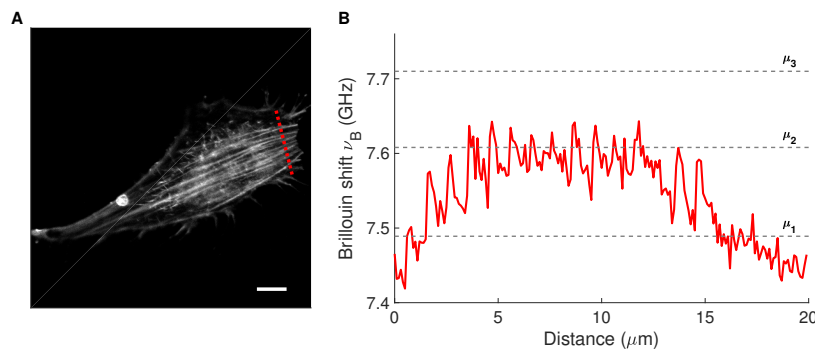 A
B
Brillouin shift ν_B (GHz)
7.7
7.6
7.5
7.4
μ₃
μ₂
μ₁
0
5
10
15
20
Distance (μm)